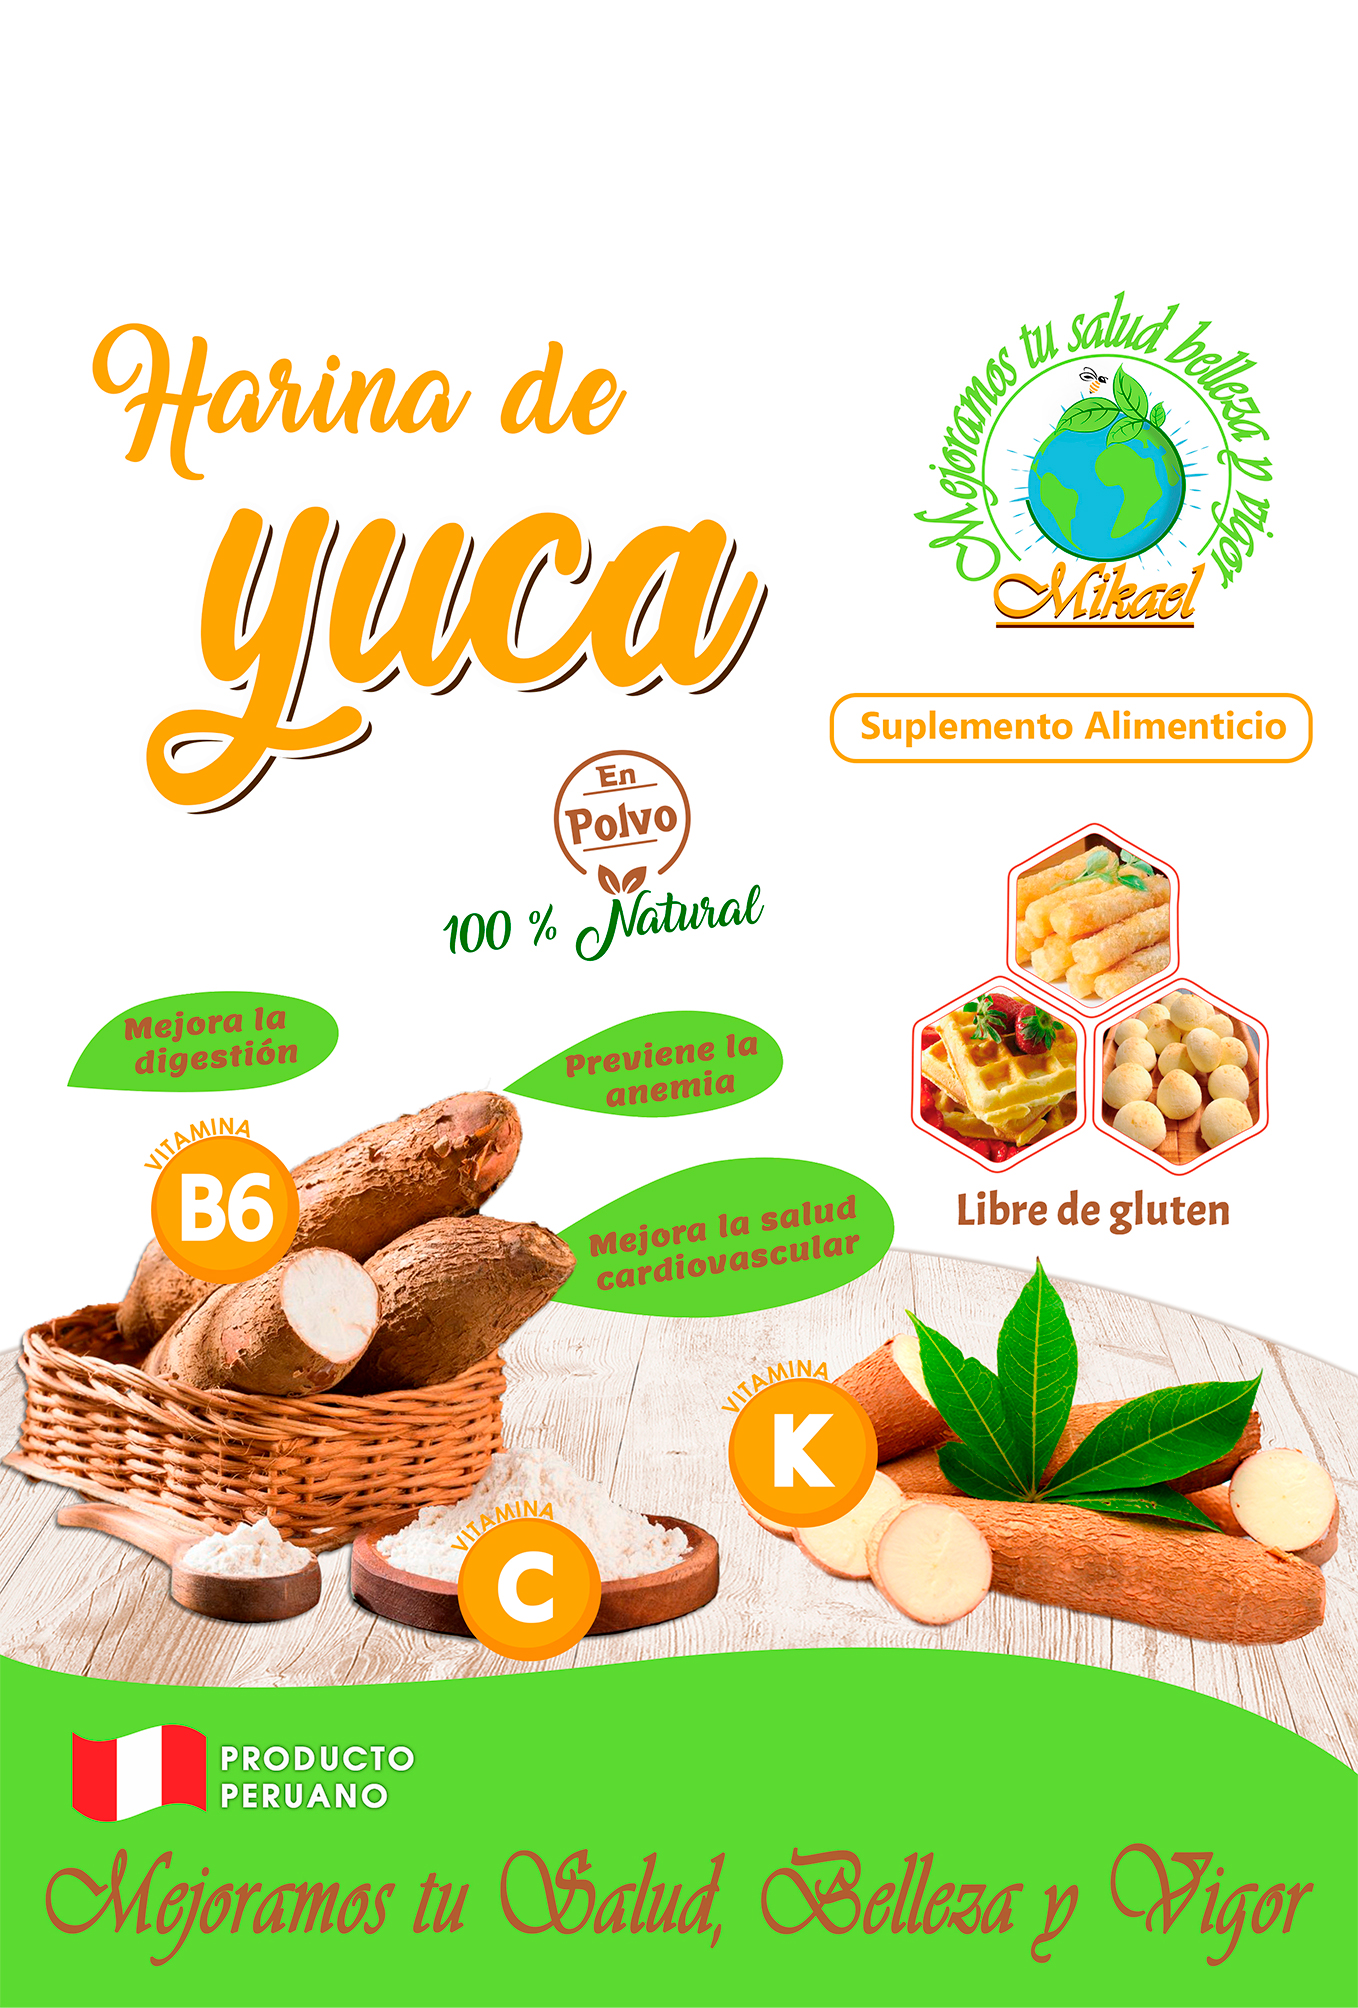 Harina de
yuca
Mejoramos tu salud belleza y vigor
Mikael
Suplemento Alimenticio
En
Polvo
100 % Natural
Mejora la
digestión
Previene la
anemia
Mejora la salud
cardiovascular
Libre de gluten
VITAMINA
B6
VITAMINA
K
VITAMINA
C
PRODUCTO
PERUANO
Mejoramos tu Salud, Belleza y Vigor